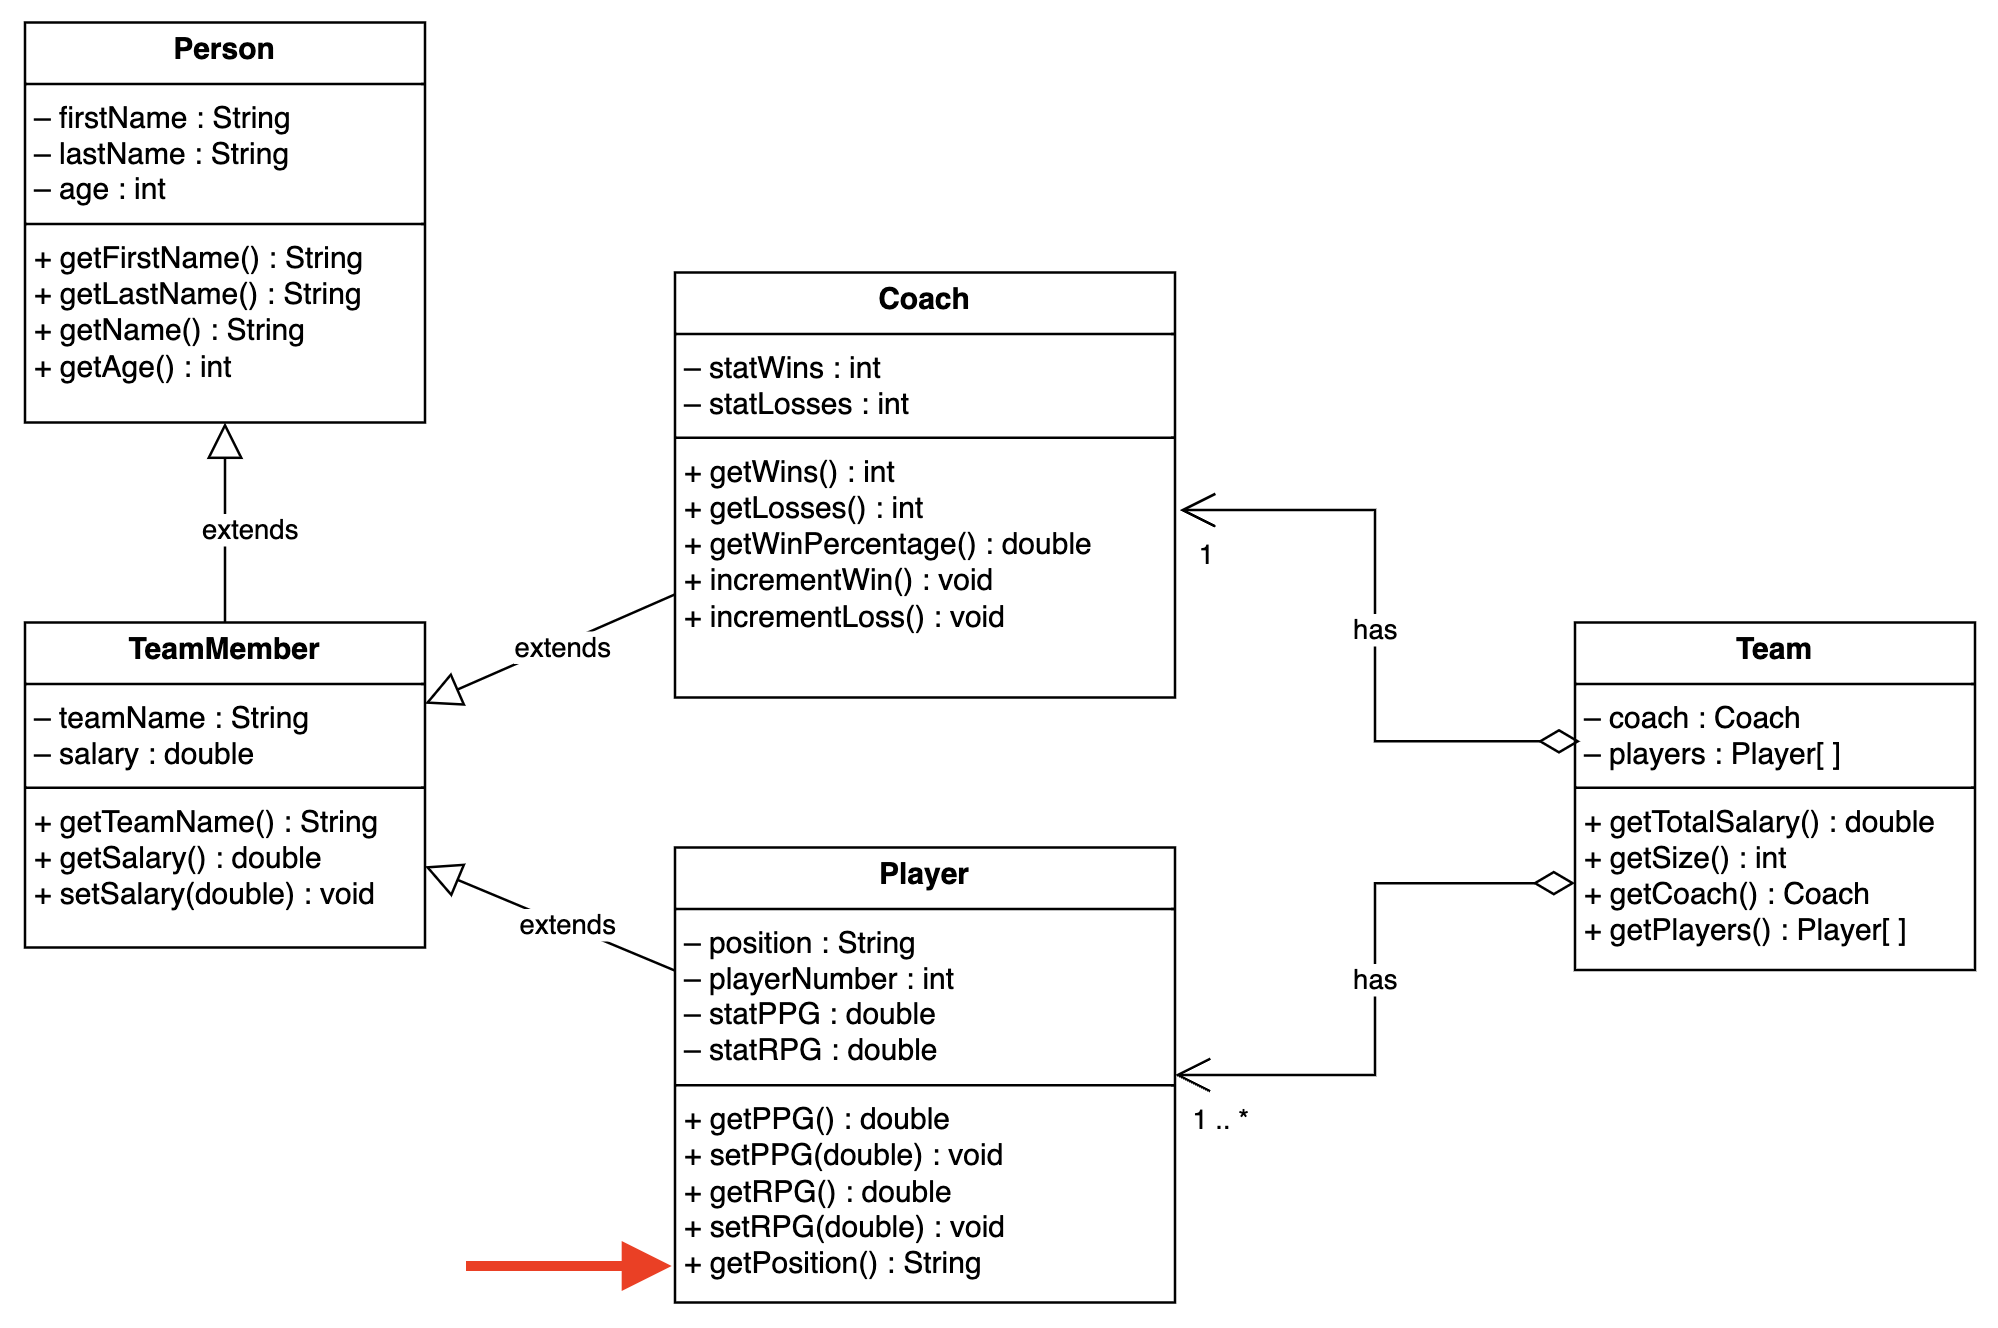 Person
– firstName : String
– lastName : String
– age : int
+ getFirstName() : String
+ getLastName() : String
+ getName() : String
+ getAge() : int
extends
TeamMember
– teamName : String
– salary : double
+ getTeamName() : String
+ getSalary() : double
+ setSalary(double) : void
extends
extends
Coach
– statWins : int
– statLosses : int
+ getWins() : int
+ getLosses() : int
+ getWinPercentage() : double
+ incrementWin() : void
+ incrementLoss() : void
Player
– position : String
– playerNumber : int
– statPPG : double
– statRPG : double
+ getPPG() : double
+ setPPG(double) : void
+ getRPG() : double
+ setRPG(double) : void
+ getPosition() : String
1
has
has
1 .. *
Team
– coach : Coach
– players : Player[ ]
+ getTotalSalary() : double
+ getSize() : int
+ getCoach() : Coach
+ getPlayers() : Player[ ]